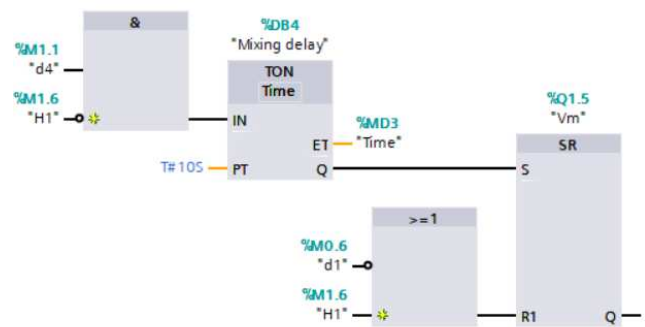 &
%M1.1
"d4"
%M1.6
"H1"
%DB4
"Mixing delay"
TON
Time
IN
ET
%MD3
"Time"
T#10S
PT
Q
%Q1.5
"Vm"
SR
S
>=1
%M0.6
"d1"
%M1.6
"H1"
R1
Q